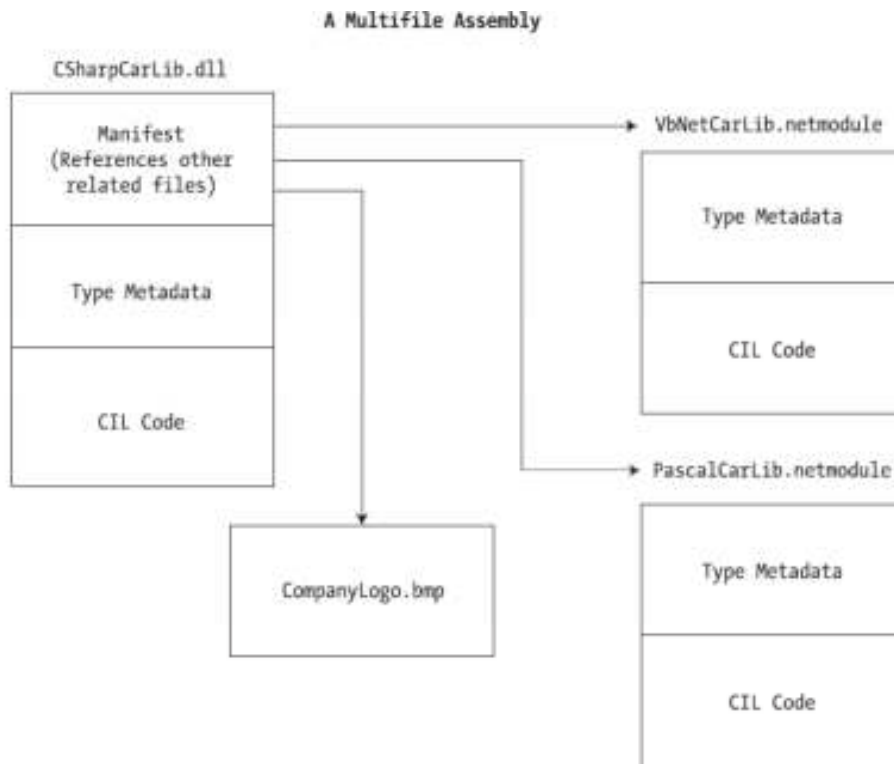 A Multifile Assembly
CSharpCarLib.dll
Manifest
(References other
related files)
Type Metadata
CIL Code
CompanyLogo.bmp
VbNetCarLib.netmodule
Type Metadata
CIL Code
PascalCarLib.netmodule
Type Metadata
CIL Code